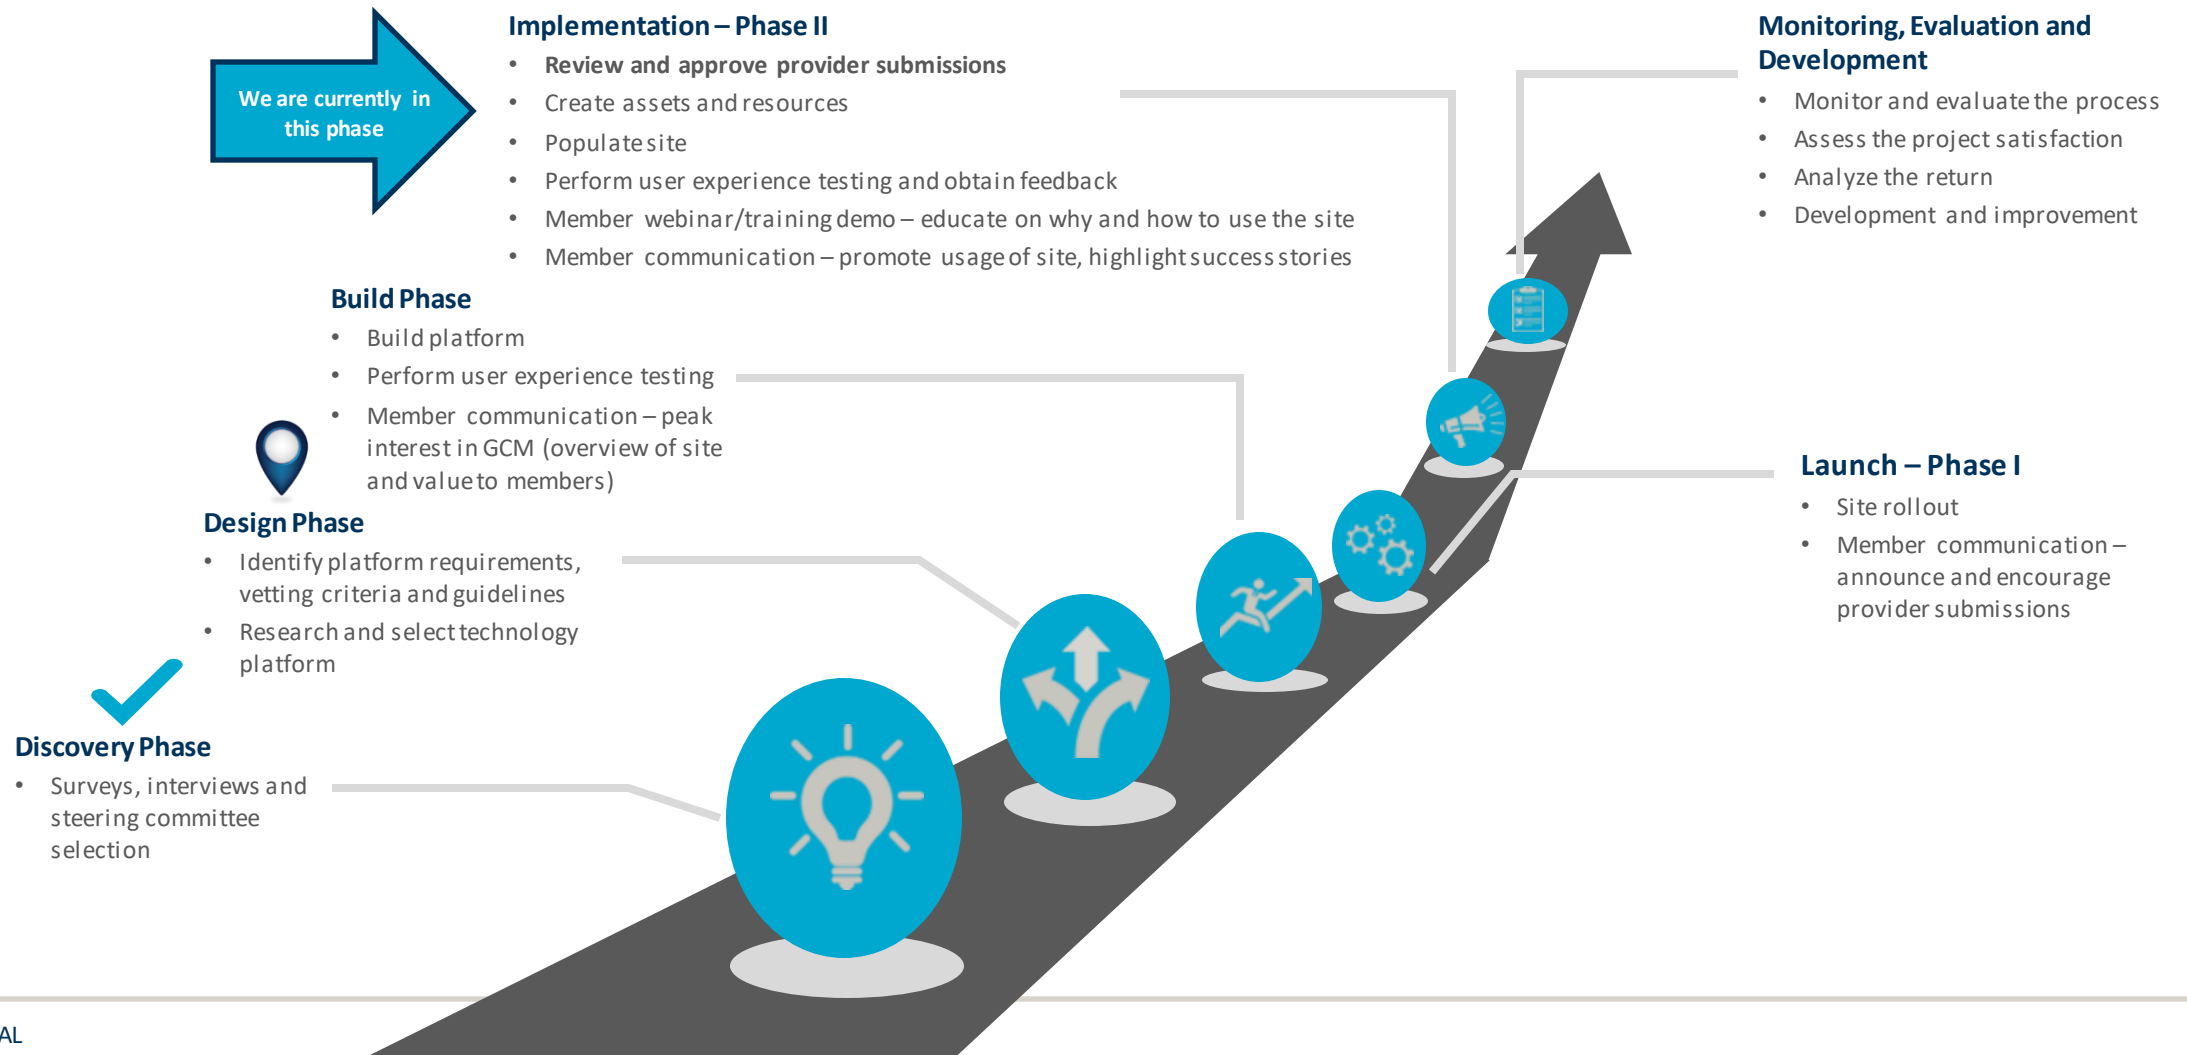 We are currently in
this phase
Implementation – Phase II
• Review and approve provider submissions
• Create assets and resources
• Populate site
• Perform user experience testing and obtain feedback
• Member webinar/training demo – educate on why and how to use the site
• Member communication – promote usage of site, highlight success stories
Monitoring, Evaluation and
Development
• Monitor and evaluate the process
• Assess the project satisfaction
• Analyze the return
• Development and improvement
Build Phase
• Build platform
• Perform user experience testing
• Member communication – peak
interest in GCM (overview of site
and value to members)
Launch – Phase I
• Site rollout
• Member communication –
announce and encourage
provider submissions
Design Phase
• Identify platform requirements,
vetting criteria and guidelines
• Research and select technology
platform
Discovery Phase
• Surveys, interviews and
steering committee
selection
AL